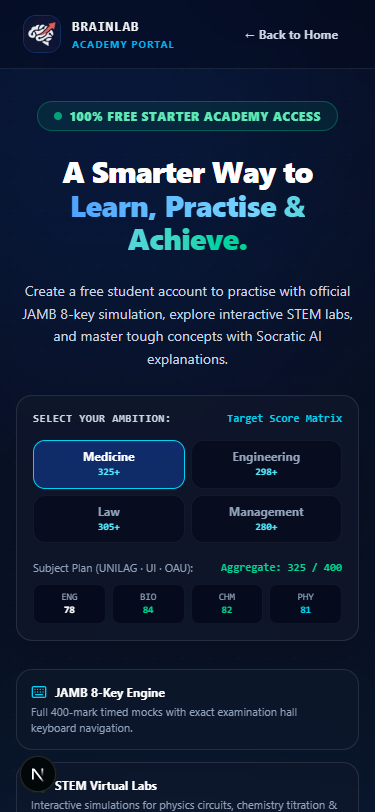 BRAINLAB
ACADEMY PORTAL
← Back to Home
100% FREE STARTER ACADEMY ACCESS
A Smarter Way to
Learn, Practise &
Achieve.
Create a free student account to practise with official
JAMB 8-key simulation, explore interactive STEM labs,
and master tough concepts with Socratic AI
explanations.
SELECT YOUR AMBITION:
Target Score Matrix
Medicine
325+
Engineering
298+
Law
305+
Management
280+
Subject Plan (UNILAG · UI · OAU):
Aggregate: 325 / 400
ENG
78
BIO
84
CHM
82
PHY
81
JAMB 8-Key Engine
Full 400-mark timed mocks with exact examination hall
keyboard navigation.
N
STEM Virtual Labs
Interactive simulations for physics circuits, chemistry titration &